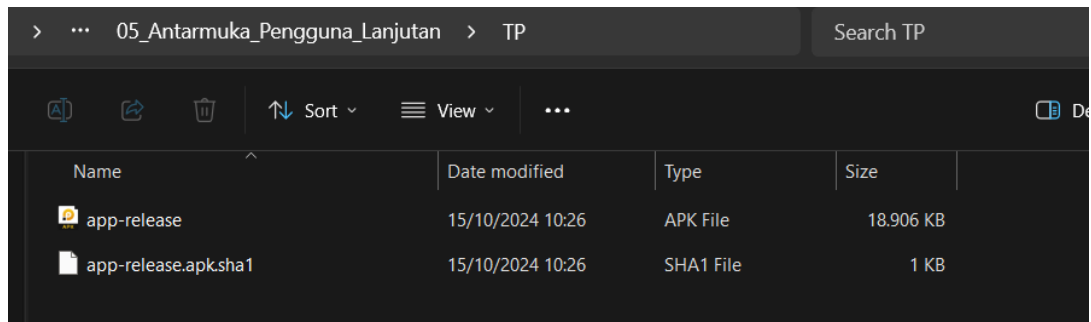 > ... 05_Antarmuka_Pengguna_Lanjutan > TP Search TP
Sort View ... De
Name Date modified Type Size
app-release 15/10/2024 10:26 APK File 18.906 KB
app-release.apk.sha1 15/10/2024 10:26 SHA1 File 1 KB